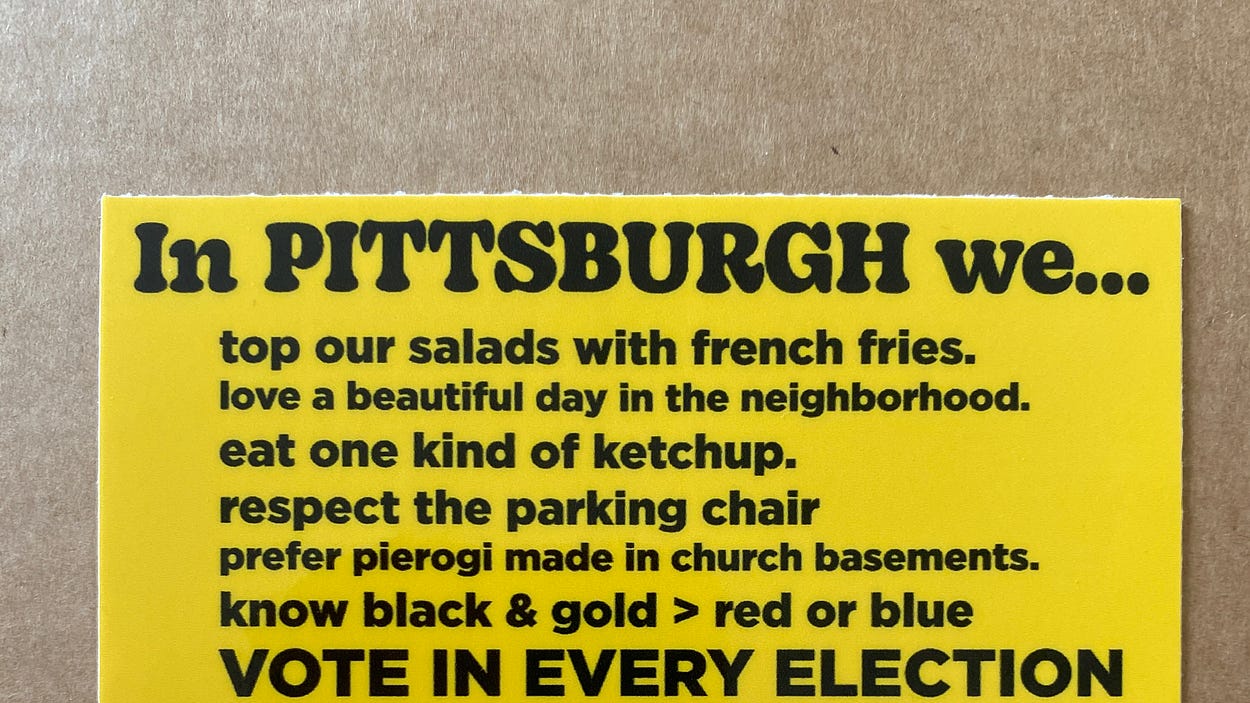 In PITTSBURGH we...
top our salads with french fries.
love a beautiful day in the neighborhood.
eat one kind of ketchup.
respect the parking chair
prefer pierogi made in church basements.
know black & gold > red or blue
VOTE IN EVERY ELECTION